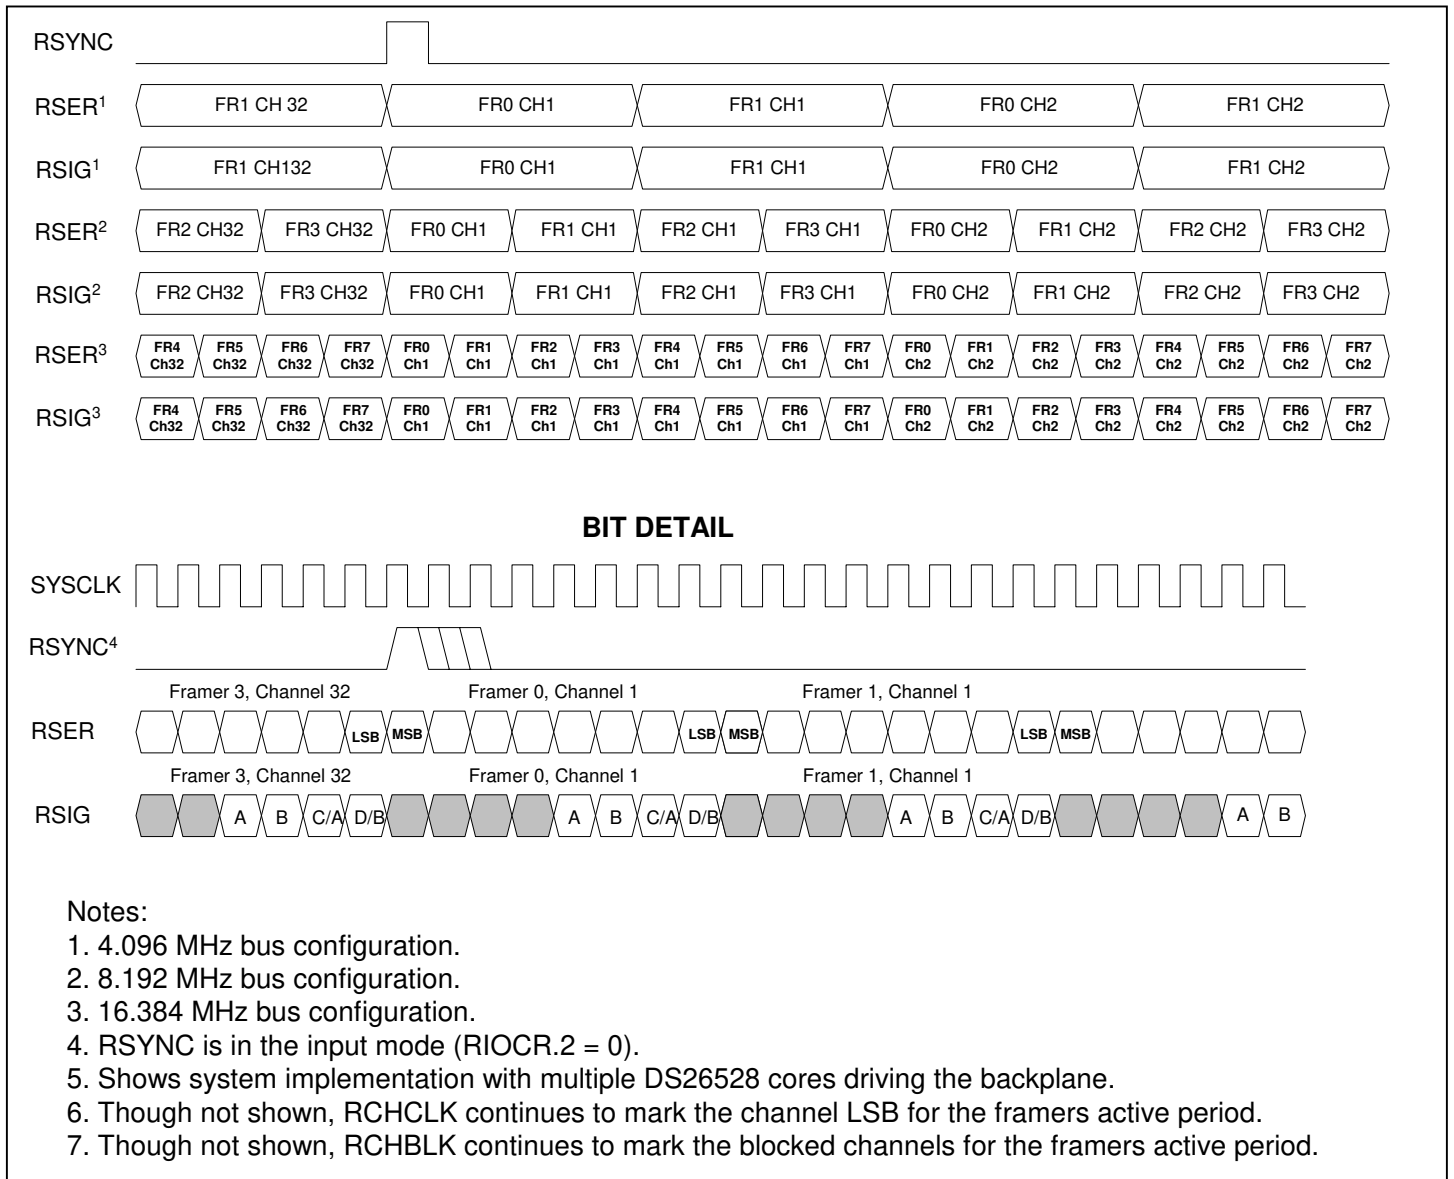 RSYNC
RSER1 FR1 CH 32 FR0 CH1 FR1 CH1 FR0 CH2 FR1 CH2
RSIG1 FR1 CH132 FR0 CH1 FR1 CH1 FR0 CH2 FR1 CH2
RSER2 FR2 CH32 FR3 CH32 FR0 CH1 FR1 CH1 FR2 CH1 FR3 CH1 FR0 CH2 FR1 CH2 FR2 CH2 FR3 CH2
RSIG2 FR2 CH32 FR3 CH32 FR0 CH1 FR1 CH1 FR2 CH1 FR3 CH1 FR0 CH2 FR1 CH2 FR2 CH2 FR3 CH2
RSER3 FR4 Ch32 FR5 Ch32 FR6 Ch32 FR7 Ch32 FR0 Ch1 FR1 Ch1 FR2 Ch1 FR3 Ch1 FR4 Ch1 FR5 Ch1 FR6 Ch1 FR7 Ch1 FR0 Ch2 FR1 Ch2 FR2 Ch2 FR3 Ch2 FR4 Ch2 FR5 Ch2 FR6 Ch2 FR7 Ch2
RSIG3 FR4 Ch32 FR5 Ch32 FR6 Ch32 FR7 Ch32 FR0 Ch1 FR1 Ch1 FR2 Ch1 FR3 Ch1 FR4 Ch1 FR5 Ch1 FR6 Ch1 FR7 Ch1 FR0 Ch2 FR1 Ch2 FR2 Ch2 FR3 Ch2 FR4 Ch2 FR5 Ch2 FR6 Ch2 FR7 Ch2
BIT DETAIL
SYSCLK
RSYNC4
Framer 3, Channel 32 Framer 0, Channel 1 Framer 1, Channel 1
RSER LSB MSB LSB MSB LSB MSB
Framer 3, Channel 32 Framer 0, Channel 1 Framer 1, Channel 1
RSIG A B C/A D/B A B C/A D/B A B C/A D/B A B
Notes:
1. 4.096 MHz bus configuration.
2. 8.192 MHz bus configuration.
3. 16.384 MHz bus configuration.
4. RSYNC is in the input mode (RIOCR.2 = 0).
5. Shows system implementation with multiple DS26528 cores driving the backplane.
6. Though not shown, RCHCLK continues to mark the channel LSB for the framers active period.
7. Though not shown, RCHBLK continues to mark the blocked channels for the framers active period.